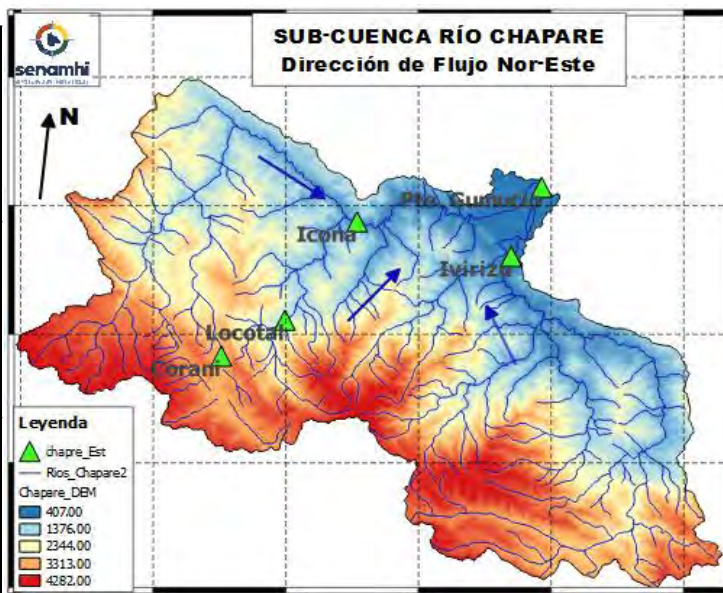 senamhi
SUB-CUENCA RÍO CHAPARE
Dirección de Flujo Nor-Este
N
Pto. Gumucio
Icona
Ivirizu
Locotal
Corani
Leyenda
chapre_Est
Rios_Chapare2
Chapare_DEM
407.00
1376.00
2344.00
3313.00
4282.00